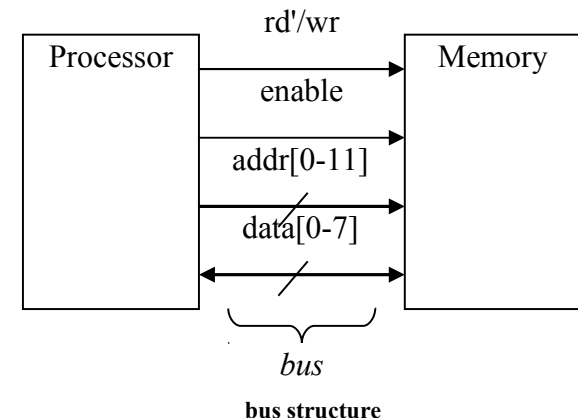 rd'/wr
Processor
Memory
enable
addr[0-11]
data[0-7]
bus
bus structure